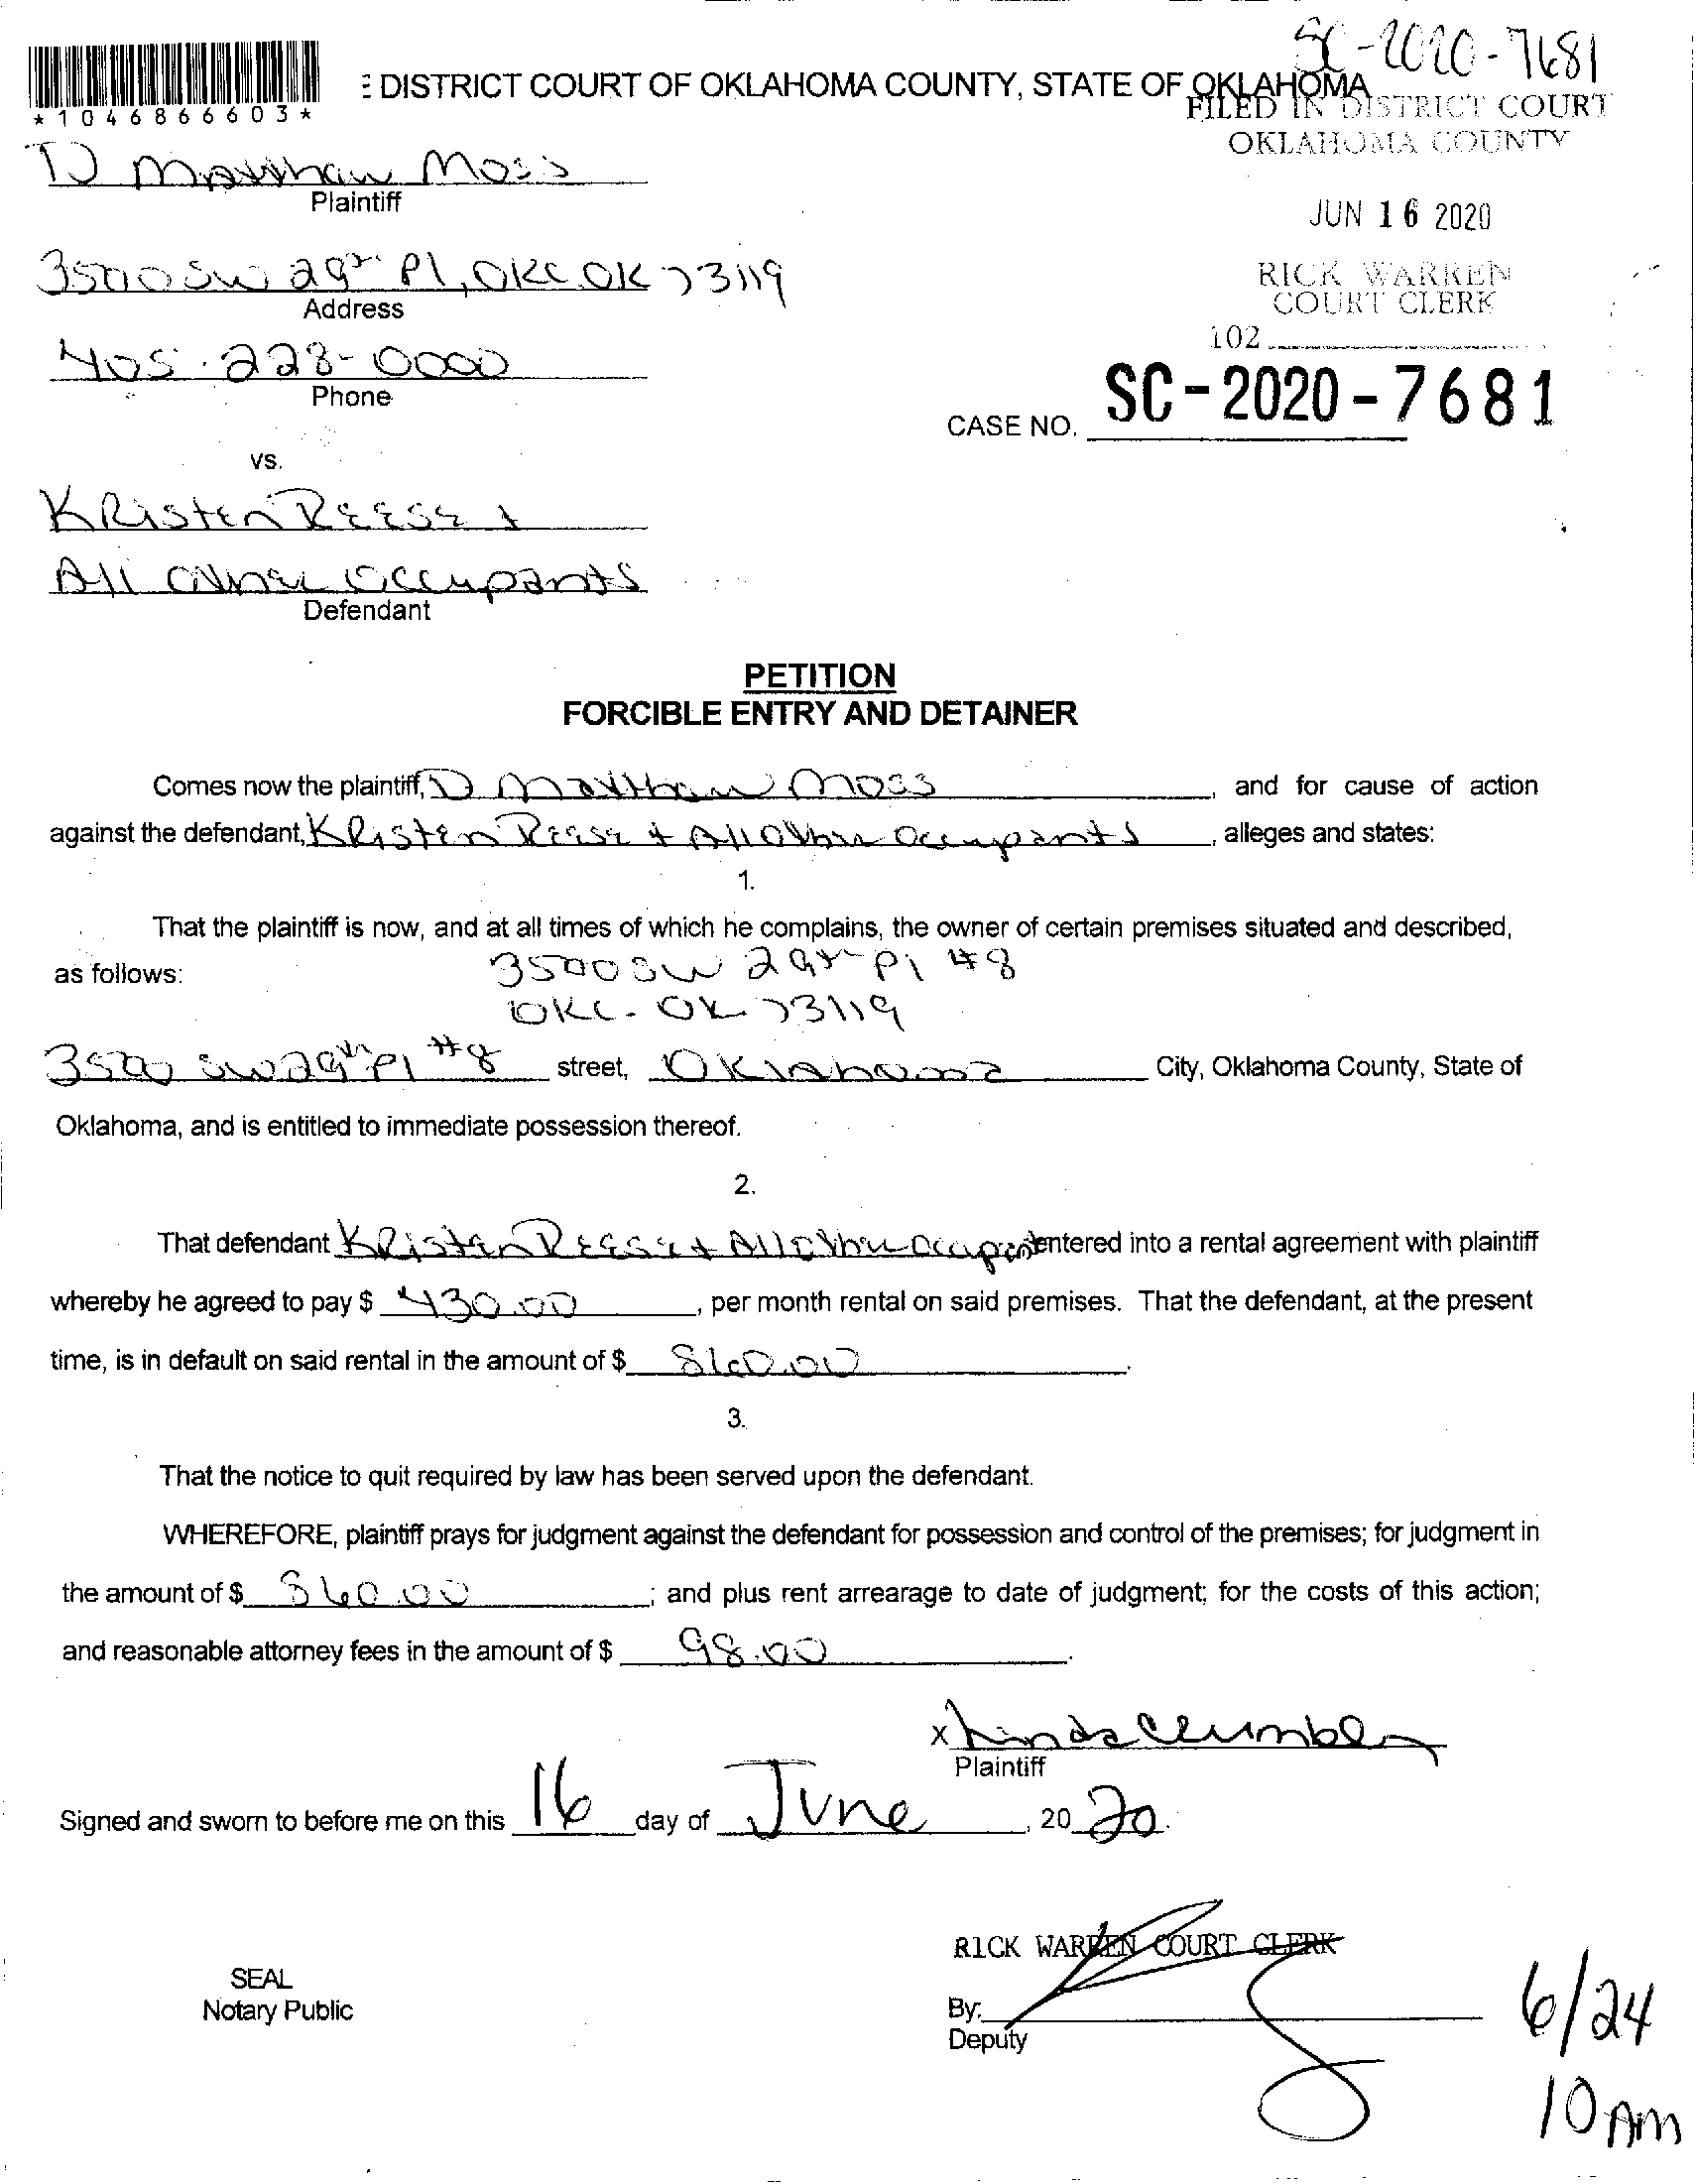 SC-2020-7681
E DISTRICT COURT OF OKLAHOMA COUNTY, STATE OF OKLAHOMA
*1046866603*
FILED IN DISTRICT COURT
OKLAHOMA COUNTY
D Matthew Moss
Plaintiff
JUN 16 2020
3500 SW 29th Pl, OKC OK 73119
Address
RICK WARREN
COURT CLERK
102
405-228-0000
Phone
CASE NO. SC-2020-7681
vs.
Kristen Reese +
All Other Occupants
Defendant
PETITION
FORCIBLE ENTRY AND DETAINER
Comes now the plaintiff, D Matthew Moss, and for cause of action
against the defendant, Kristen Reese + All Other Occupants, alleges and states:
1.
That the plaintiff is now, and at all times of which he complains, the owner of certain premises situated and described,
as follows: 3500 SW 29th Pl #8
OKC. OK 73119
3500 SW 29th Pl #8 street, Oklahoma City, Oklahoma County, State of
Oklahoma, and is entitled to immediate possession thereof.
2.
That defendant Kristen Reese + All Other Occupants entered into a rental agreement with plaintiff
whereby he agreed to pay $ 430.00, per month rental on said premises. That the defendant, at the present
time, is in default on said rental in the amount of $ 860.00.
3.
That the notice to quit required by law has been served upon the defendant.
WHEREFORE, plaintiff prays for judgment against the defendant for possession and control of the premises; for judgment in
the amount of $ 860.00; and plus rent arrearage to date of judgment; for the costs of this action;
and reasonable attorney fees in the amount of $ 98.00.
x Linda Crumbley
Plaintiff
Signed and sworn to before me on this 16 day of June, 2020.
RICK WARREN COURT CLERK
SEAL
Notary Public
By:
Deputy
6/24
10 AM